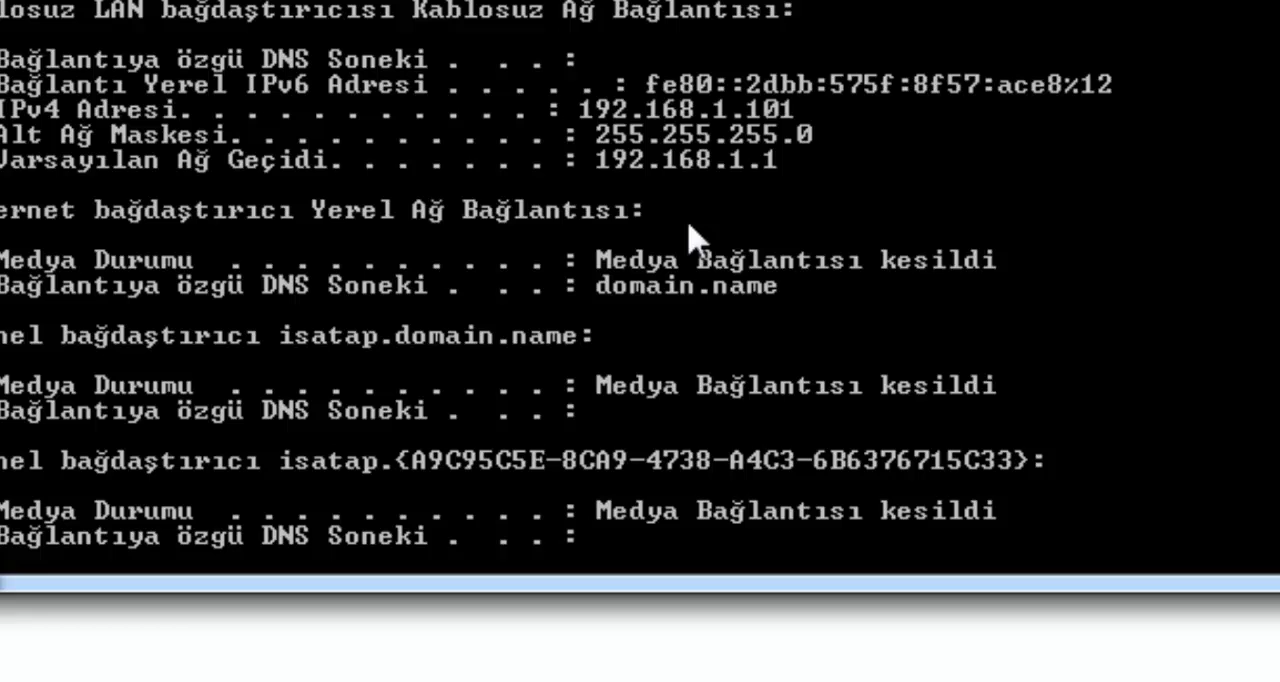 losuz LAN bağdaştırıcısı Kablosuz Ağ Bağlantısı:
Bağlantıya özgü DNS Soneki . . . :
Bağlantı Yerel IPv6 Adresi . . . . . : fe80::2dbb:575f:8f57:ace8%12
IPv4 Adresi. . . . . . . . . . . : 192.168.1.101
Alt Ağ Maskesi. . . . . . . . . . : 255.255.255.0
Varsayılan Ağ Geçidi. . . . . . . : 192.168.1.1
ernet bağdaştırıcı Yerel Ağ Bağlantısı:
Medya Durumu . . . . . . . . . . : Medya Bağlantısı kesildi
Bağlantıya özgü DNS Soneki . . . : domain.name
nel bağdaştırıcı isatap.domain.name:
Medya Durumu . . . . . . . . . . : Medya Bağlantısı kesildi
Bağlantıya özgü DNS Soneki . . . :
nel bağdaştırıcı isatap.{A9C95C5E-8CA9-4738-A4C3-6B6376715C33}:
Medya Durumu . . . . . . . . . . : Medya Bağlantısı kesildi
Bağlantıya özgü DNS Soneki . . . :